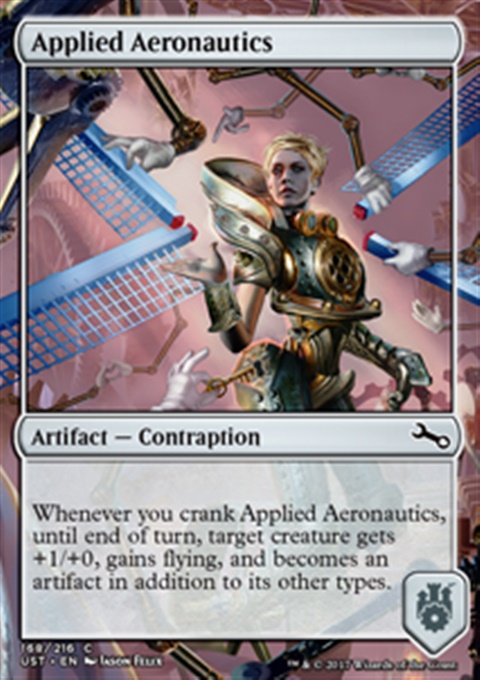 Applied Aeronautics
Artifact — Contraption
Whenever you crank Applied Aeronautics,
until end of turn, target creature gets
+1/+0, gains flying, and becomes an
artifact in addition to its other types.
168/216 C
UST • EN Jason Felix
™ & © 2017 Wizards of the Coast